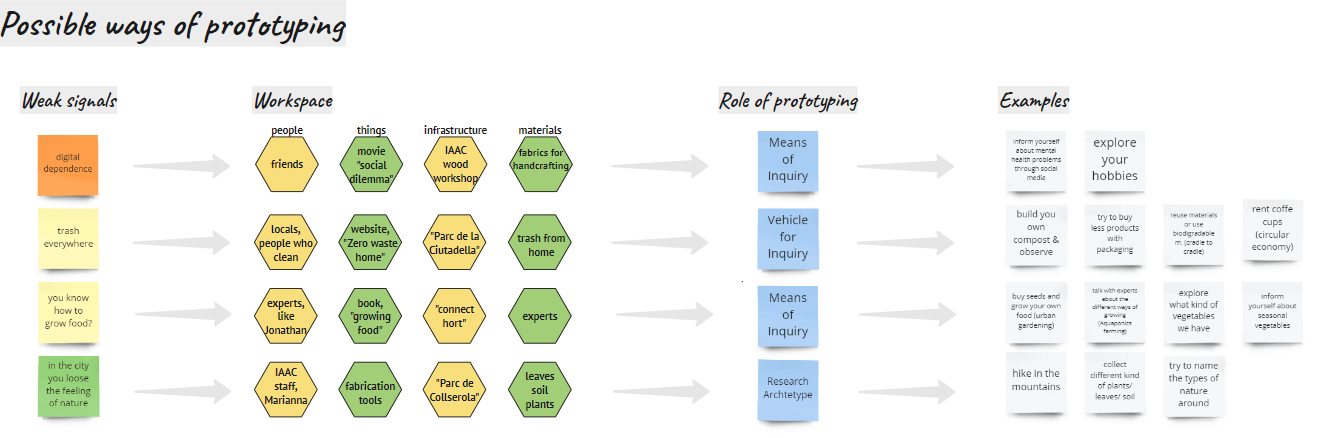 Possible ways of prototyping
Weak signals
Workspace
Role of prototyping
Examples
people
things
infrastructure
materials
digital
dependence
friends
movie
"social
dilemma"
IAAC
wood
workshop
fabrics for
handcrafting
Means
of
Inquiry
inform yourself
about mental
health problems
through social
media
explore
your
hobbies
trash
everywhere
locals,
people who
clean
website,
"Zero waste
home"
"Parc de la
Ciutadella"
trash from
home
Vehicle
for
Inquiry
build you
own
compost &
observe
try to buy
less products
with
packaging
reuse materials
or use
biodigradable
m. (cradle to
cradle)
rent coffe
cups
(circular
economy)
you know
how to
grow food?
experts,
like
Jonathan
book,
"growing
food"
"connect
hort"
experts
Means
of
Inquiry
buy seeds and
grow your own
food (urban
gardening)
talk with experts
about the
different ways of
growing
(Aquaponics
farming)
explore
what kind of
vegetables
we have
inform
yourself about
seasonal
vegetables
in the city
you loose
the feeling
of nature
IAAC
staff,
Marianna
fabrication
tools
"Parc de
Collserola"
leaves
soil
plants
Research
Archtetype
hike in the
mountains
collect
different kind
of plants/
leaves/ soil
try to name
the types of
nature
around